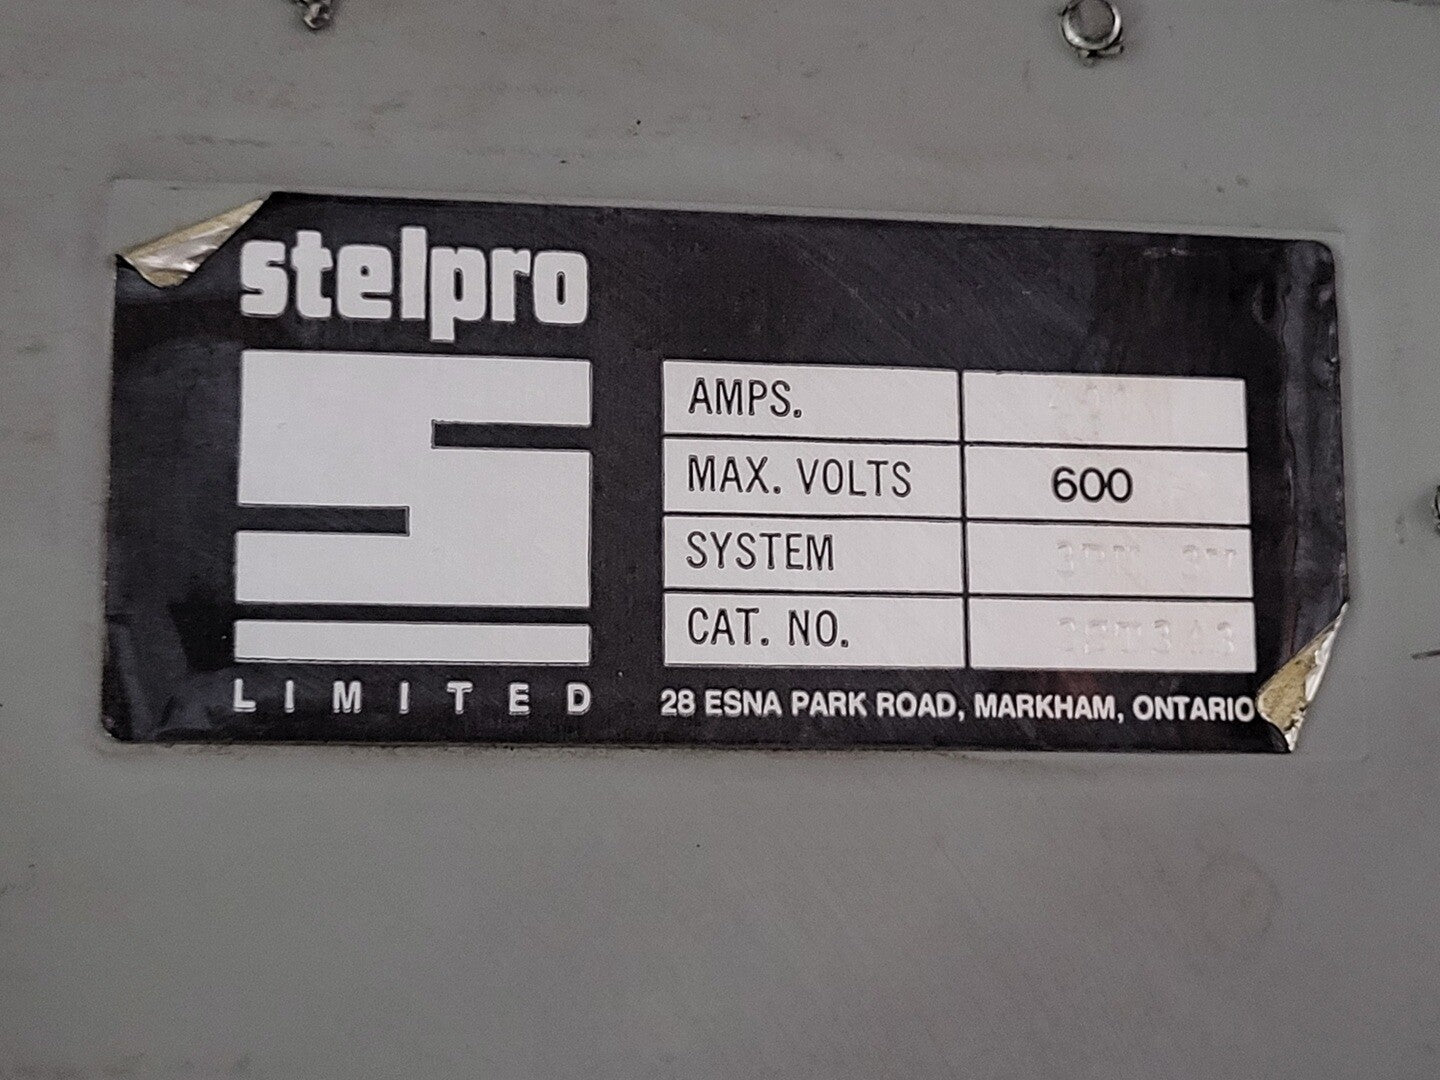 stelpro
LIMITED
AMPS.
MAX. VOLTS 600
SYSTEM
CAT. NO.
28 ESNA PARK ROAD, MARKHAM, ONTARIO